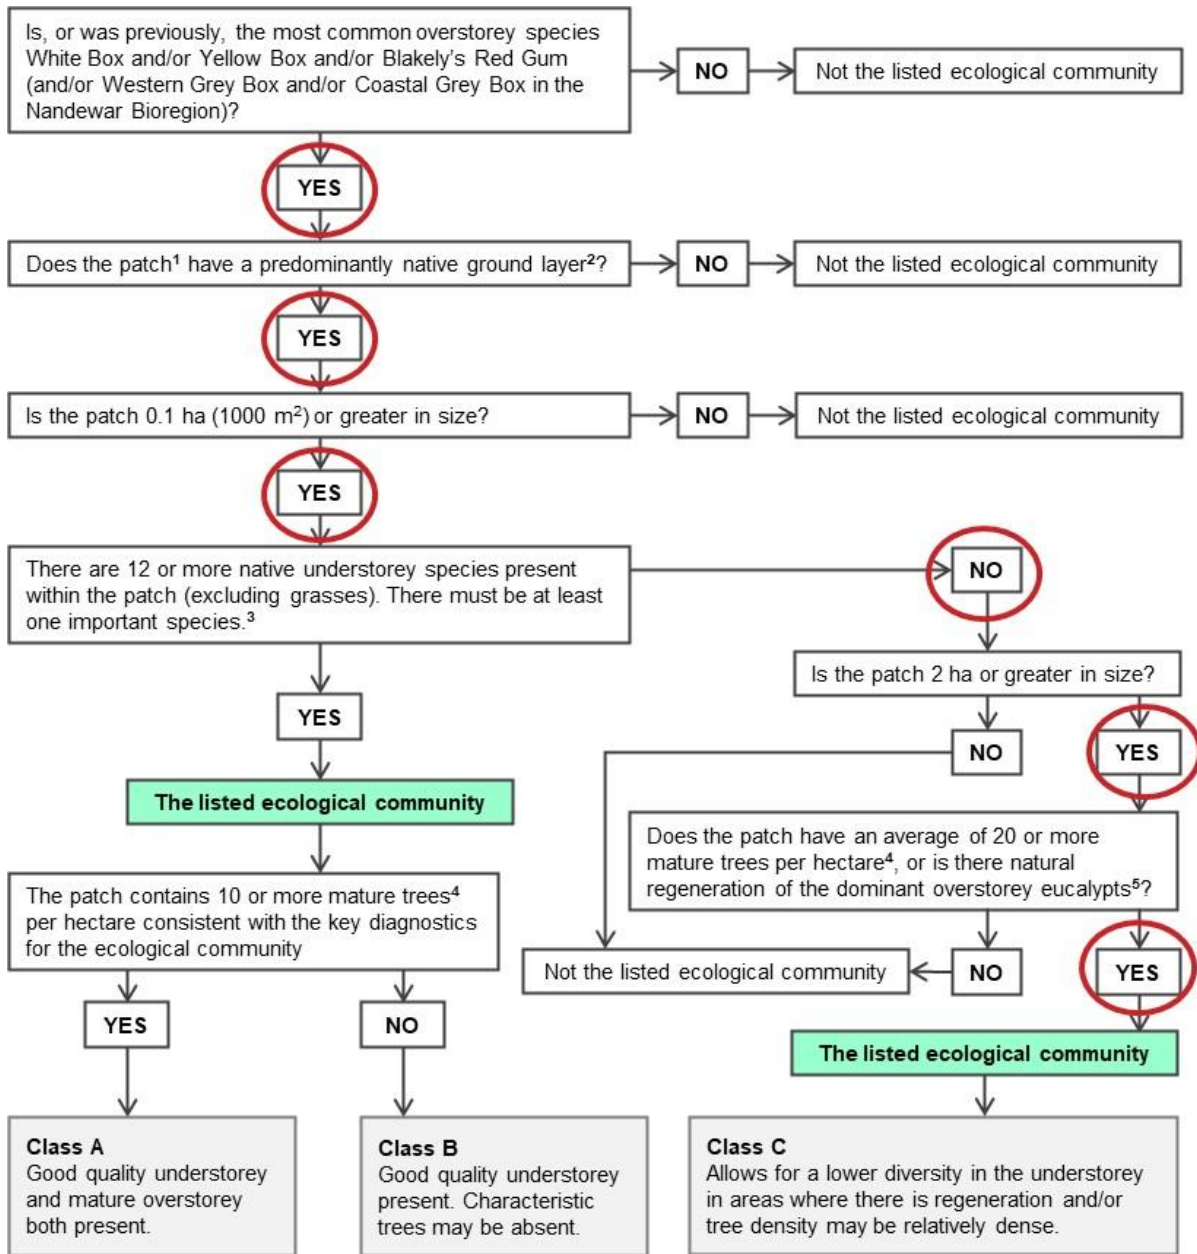 Is, or was previously, the most common overstorey species
White Box and/or Yellow Box and/or Blakely's Red Gum
(and/or Western Grey Box and/or Coastal Grey Box in the
Nandewar Bioregion)?
NO
Not the listed ecological community
YES
Does the patch¹ have a predominantly native ground layer²?
NO
Not the listed ecological community
YES
Is the patch 0.1 ha (1000 m²) or greater in size?
NO
Not the listed ecological community
YES
There are 12 or more native understorey species present
within the patch (excluding grasses). There must be at least
one important species.³
NO
Is the patch 2 ha or greater in size?
YES
NO
YES
The listed ecological community
Does the patch have an average of 20 or more
mature trees per hectare⁴, or is there natural
regeneration of the dominant overstorey eucalypts⁵?
The patch contains 10 or more mature trees⁴
per hectare consistent with the key diagnostics
for the ecological community
Not the listed ecological community
NO
YES
YES
NO
The listed ecological community
Class A
Good quality understorey
and mature overstorey
both present.
Class B
Good quality understorey
present. Characteristic
trees may be absent.
Class C
Allows for a lower diversity in the understorey
in areas where there is regeneration and/or
tree density may be relatively dense.